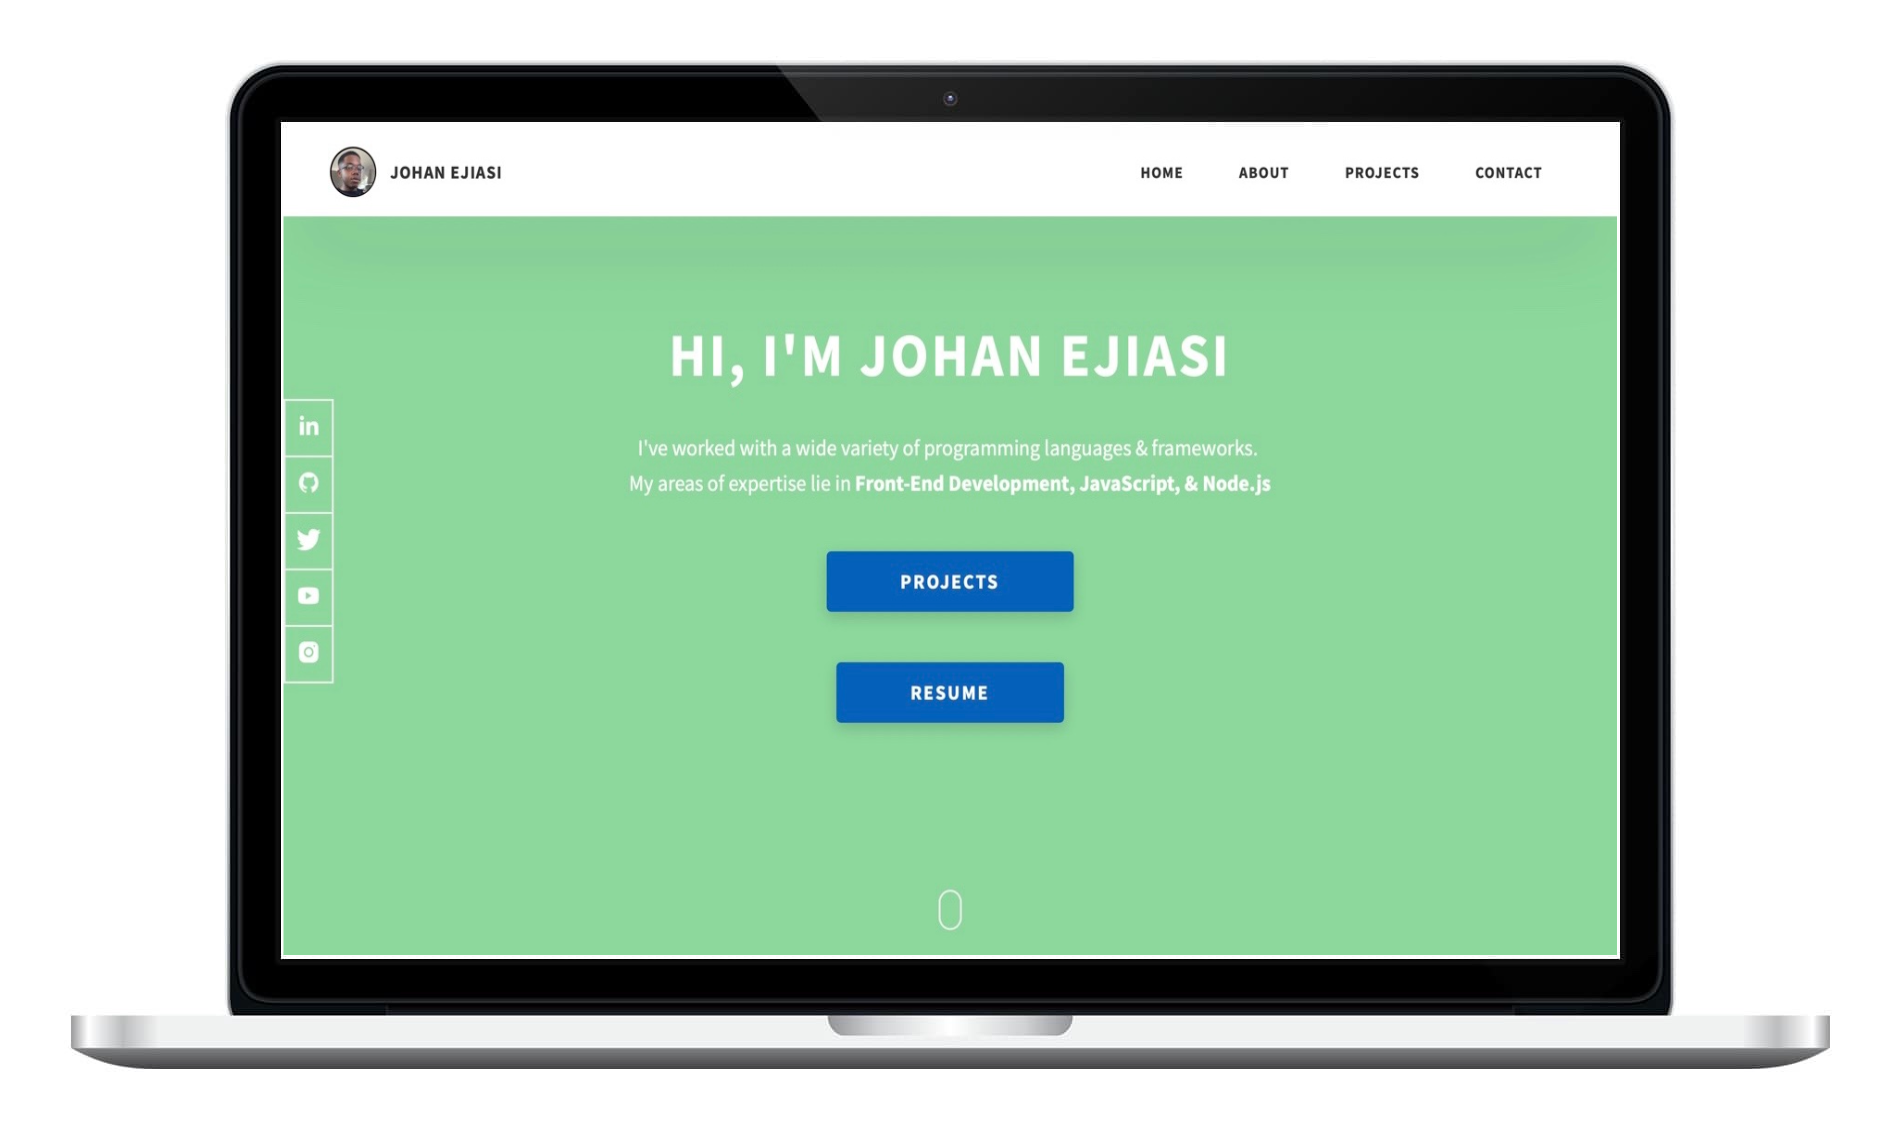 JOHAN EJIASI
HOME ABOUT PROJECTS CONTACT
HI, I'M JOHAN EJIASI
in
I've worked with a wide variety of programming languages & frameworks.
My areas of expertise lie in Front-End Development, JavaScript, & Node.js
PROJECTS
RESUME